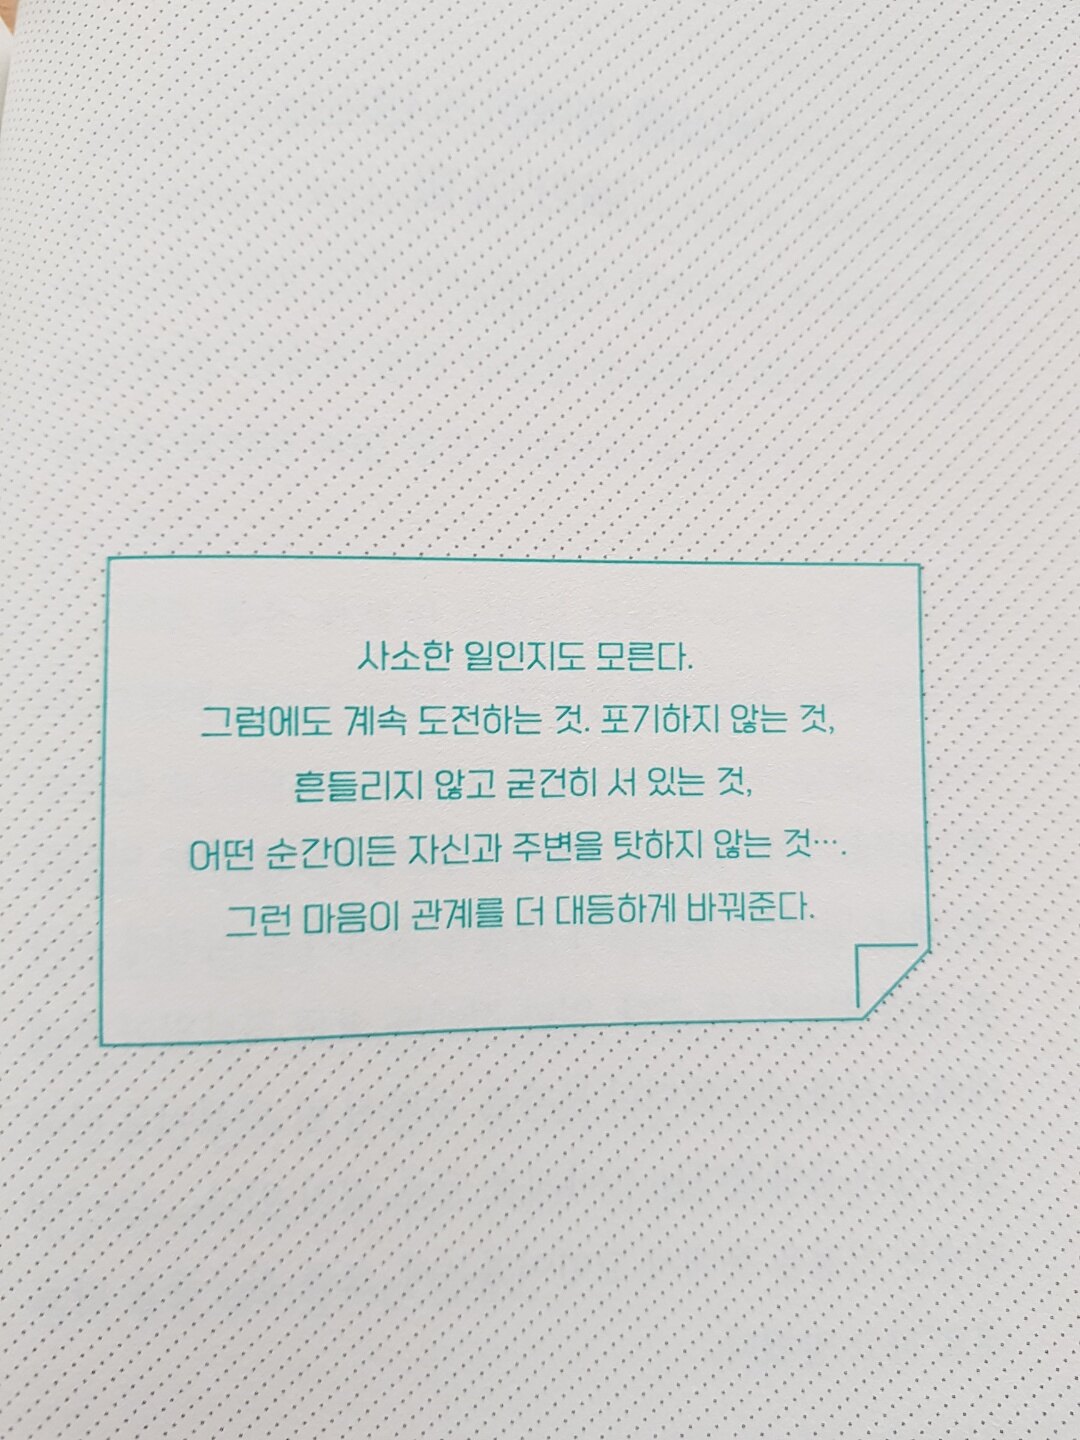 사소한 일인지도 모른다.
그럼에도 계속 도전하는 것. 포기하지 않는 것,
흔들리지 않고 굳건히 서 있는 것,
어떤 순간이든 자신과 주변을 탓하지 않는 것….
그런 마음이 관계를 더 대등하게 바꿔준다.